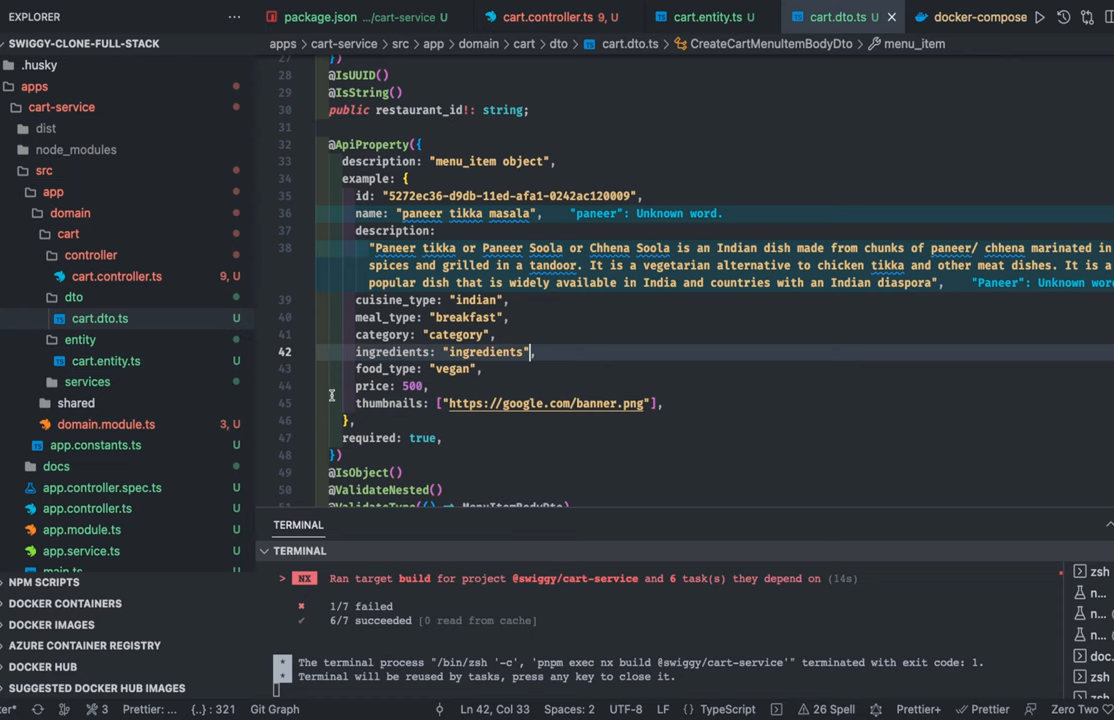 EXPLORER
SWIGGY-CLONE-FULL-STACK
.husky
apps
cart-service
dist
node_modules
src
app
domain
cart
controller
cart.controller.ts 9, U
dto
cart.dto.ts U
entity
cart.entity.ts U
services
shared
domain.module.ts U
app.constants.ts U
docs
app.controller.spec.ts U
app.controller.ts U
app.module.ts U
app.service.ts U
main.ts U
NPM SCRIPTS
DOCKER CONTAINERS
DOCKER IMAGES
AZURE CONTAINER REGISTRY
DOCKER HUB
SUGGESTED DOCKER HUB IMAGES
package.json .../cart-service U cart.controller.ts 9, U cart.entity.ts U cart.dto.ts U docker-compose
apps > cart-service > src > app > domain > cart > dto > cart.dto.ts > CreateCartMenuItemBodyDto > menu_item
27 })
28 @IsUUID()
29 @IsString()
30 public restaurant_id!: string;
31
32 @ApiProperty({
33 description: "menu_item object",
34 example: {
35 id: "5272ec36-d9db-11ed-afa1-0242ac120009",
36 name: "paneer tikka masala", "paneer": Unknown word.
37 description:
38 "Paneer tikka or Paneer Soola or Chhena Soola is an Indian dish made from chunks of paneer/ chhena marinated in
spices and grilled in a tandoor. It is a vegetarian alternative to chicken tikka and other meat dishes. It is a
popular dish that is widely available in India and countries with an Indian diaspora", "Paneer": Unknown wor
39 cuisine_type: "indian",
40 meal_type: "breakfast",
41 category: "category",
42 ingredients: "ingredients",
43 food_type: "vegan",
44 price: 500,
45 thumbnails: ["https://google.com/banner.png"],
46 },
47 required: true,
48 })
49 @IsObject()
50 @ValidateNested()
51 @ValidateType(() => MenuItemBodyDto)
TERMINAL
TERMINAL
> NX Ran target build for project @swiggy/cart-service and 6 task(s) they depend on (14s)
✖ 1/7 failed
✓ 6/7 succeeded [0 read from cache]
* The terminal process "/bin/zsh '-c', 'pnpm exec nx build @swiggy/cart-service'" terminated with exit code: 1.
* Terminal will be reused by tasks, press any key to close it.
zsh
n...
n...
n...
doc.
zsh
ter* 3 Prettier: ... {..} : 321 Git Graph Ln 42, Col 33 Spaces: 2 UTF-8 LF {} TypeScript 26 Spell Prettier+ Prettier Zero Two